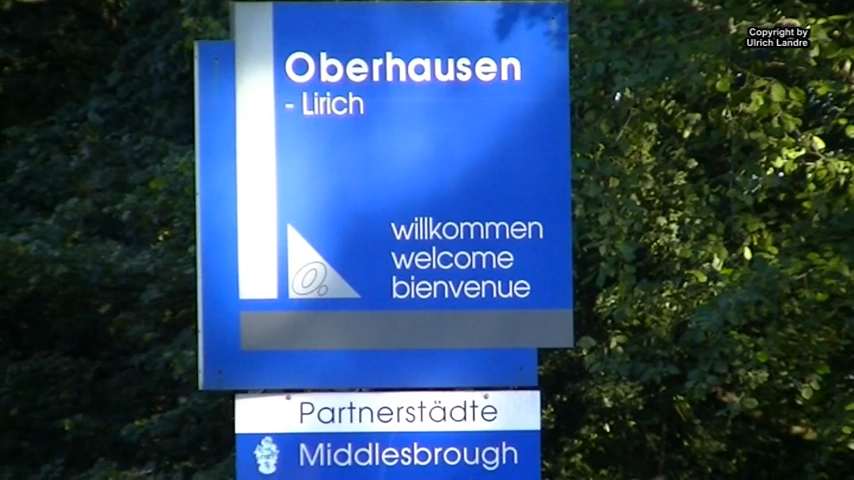 Copyright by
Ulrich Landre
Oberhausen
- Lirich
willkommen
welcome
bienvenue
O.
Partnerstädte
Middlesbrough